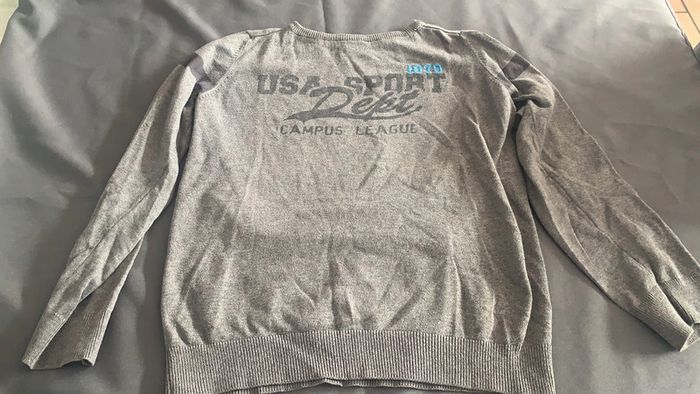 USA SPORT
Dept
CAMPUS LEAGUE